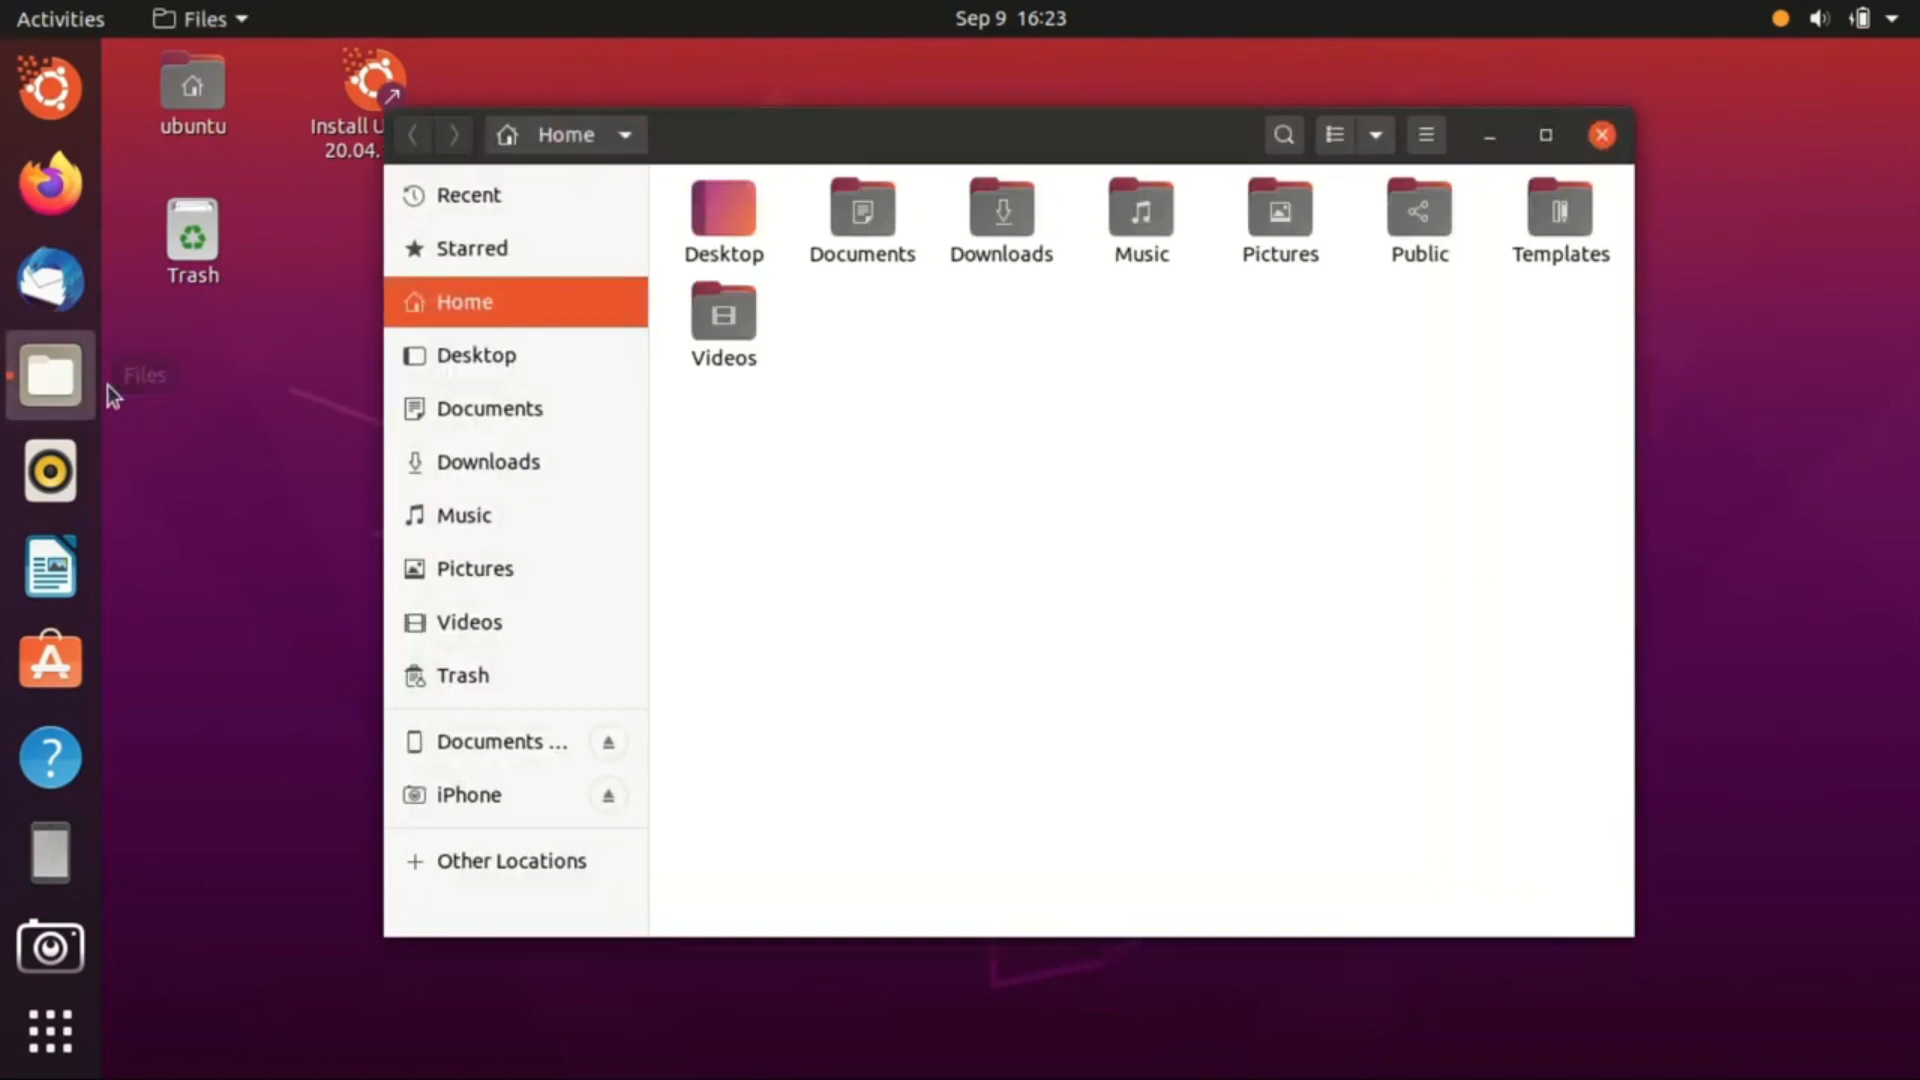 Activities
Files
Sep 9 16:23
ubuntu
Install U
20.04.
Trash
Files
Home
Recent
Starred
Home
Desktop
Documents
Downloads
Music
Pictures
Videos
Trash
Documents ...
iPhone
Other Locations
Desktop
Documents
Downloads
Music
Pictures
Public
Templates
Videos